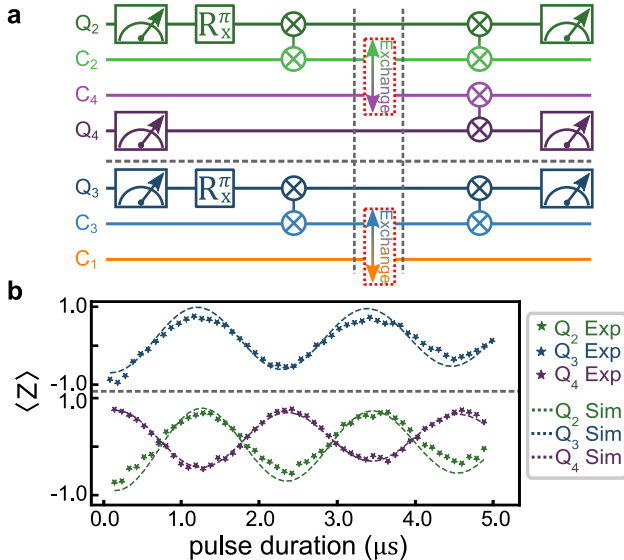 a
Q₂ Rₓ^π
C₂
C₄
Exchange
Q₄
Q₃ Rₓ^π
C₃
C₁
Exchange
b
1.0
-1.0
1.0
-1.0
⟨Z⟩
0.0 1.0 2.0 3.0 4.0 5.0
pulse duration (μs)
Q₂ Exp
Q₃ Exp
Q₄ Exp
Q₂ Sim
Q₃ Sim
Q₄ Sim